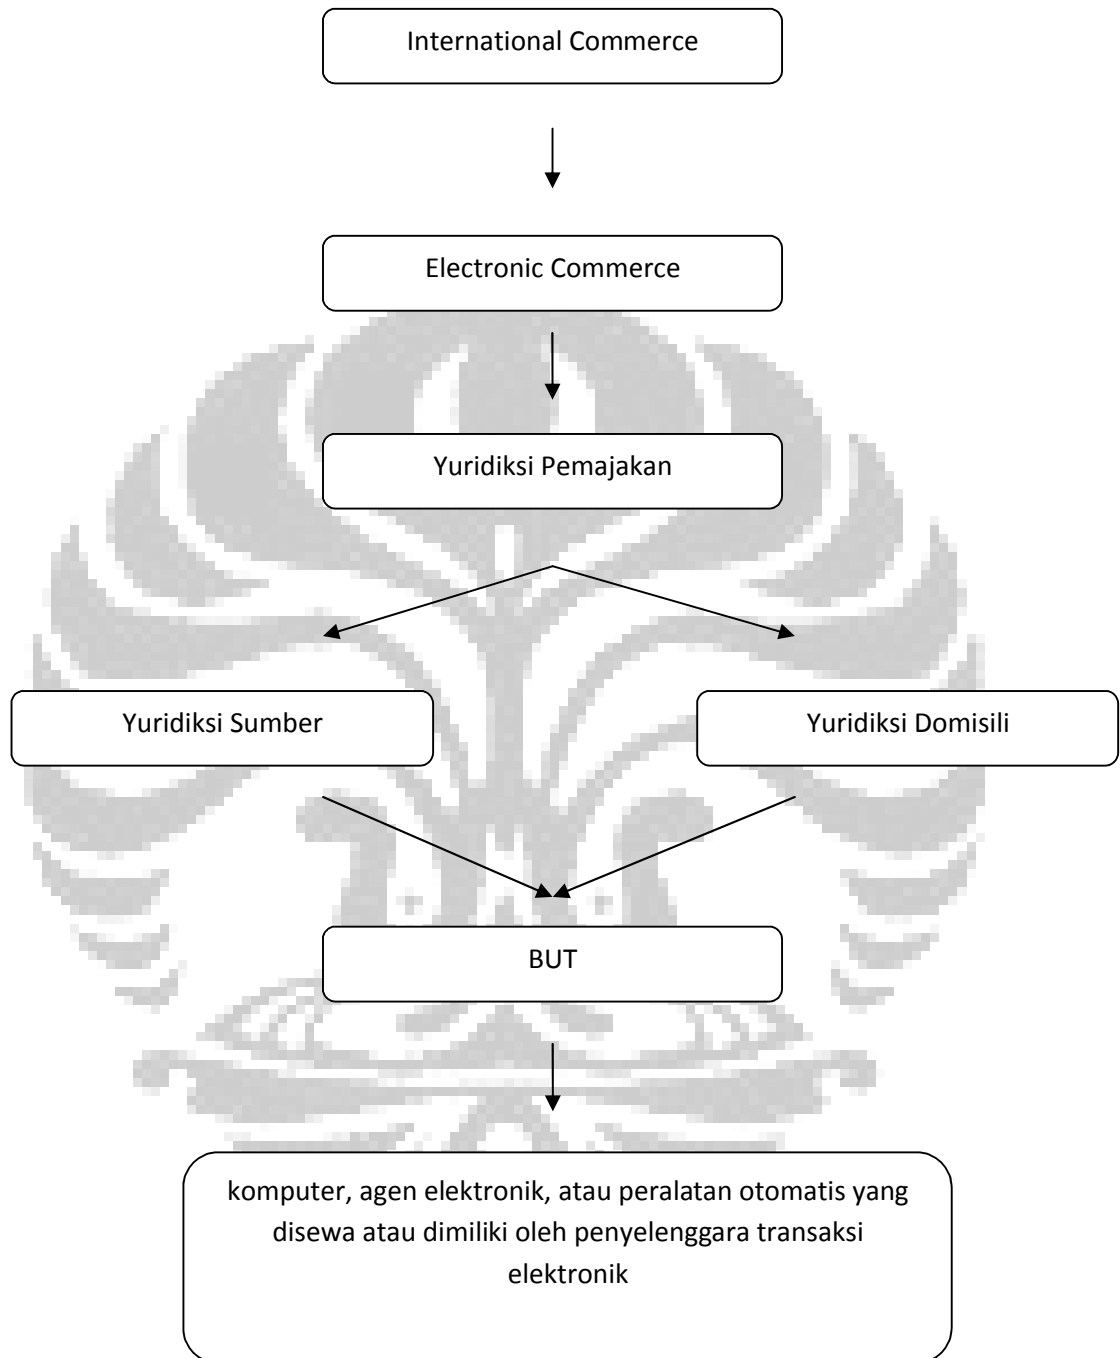 International Commerce
Electronic Commerce
Yuridiksi Pemajakan
Yuridiksi Sumber
Yuridiksi Domisili
BUT
komputer, agen elektronik, atau peralatan otomatis yang
disewa atau dimiliki oleh penyelenggara transaksi
elektronik